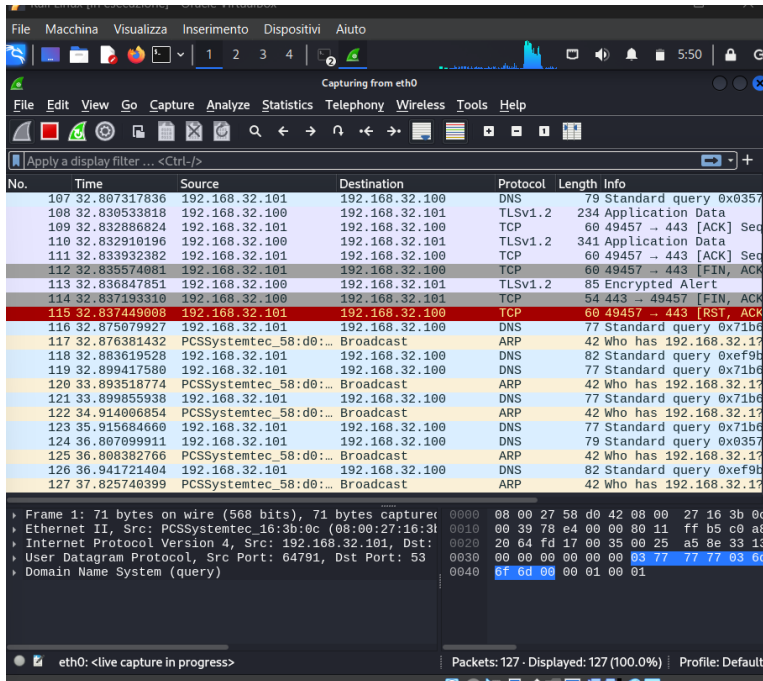 File Macchina Visualizza Inserimento Dispositivi Aiuto
1 2 3 4 5:50
Capturing from eth0
File Edit View Go Capture Analyze Statistics Telephony Wireless Tools Help
Apply a display filter … <Ctrl-/>
No. Time Source Destination Protocol Length Info
107 32.807317836 192.168.32.101 192.168.32.100 DNS 79 Standard query 0x0357
108 32.830533818 192.168.32.100 192.168.32.101 TLSv1.2 234 Application Data
109 32.832886824 192.168.32.101 192.168.32.100 TCP 60 49457 → 443 [ACK] Seq
110 32.832910196 192.168.32.100 192.168.32.101 TLSv1.2 341 Application Data
111 32.833932382 192.168.32.101 192.168.32.100 TCP 60 49457 → 443 [ACK] Seq
112 32.835574081 192.168.32.101 192.168.32.100 TCP 60 49457 → 443 [FIN, ACK
113 32.836847851 192.168.32.100 192.168.32.101 TLSv1.2 85 Encrypted Alert
114 32.837193310 192.168.32.100 192.168.32.101 TCP 54 443 → 49457 [FIN, ACK
115 32.837449008 192.168.32.101 192.168.32.100 TCP 60 49457 → 443 [RST, ACK
116 32.875079927 192.168.32.101 192.168.32.100 DNS 77 Standard query 0x71b6
117 32.876381432 PCSSystemtec_58:d0:… Broadcast ARP 42 Who has 192.168.32.1?
118 32.883619528 192.168.32.101 192.168.32.100 DNS 82 Standard query 0xef9b
119 32.899417580 192.168.32.101 192.168.32.100 DNS 77 Standard query 0x71b6
120 33.893518774 PCSSystemtec_58:d0:… Broadcast ARP 42 Who has 192.168.32.1?
121 33.899855938 192.168.32.101 192.168.32.100 DNS 77 Standard query 0x71b6
122 34.914006854 PCSSystemtec_58:d0:… Broadcast ARP 42 Who has 192.168.32.1?
123 35.915684660 192.168.32.101 192.168.32.100 DNS 77 Standard query 0x71b6
124 36.807099911 192.168.32.101 192.168.32.100 DNS 79 Standard query 0x0357
125 36.808382766 PCSSystemtec_58:d0:… Broadcast ARP 42 Who has 192.168.32.1?
126 36.941721404 192.168.32.101 192.168.32.100 DNS 82 Standard query 0xef9b
127 37.825740399 PCSSystemtec_58:d0:… Broadcast ARP 42 Who has 192.168.32.1?
Frame 1: 71 bytes on wire (568 bits), 71 bytes captured 0000 08 00 27 58 d0 42 08 00 27 16 3b 0c
Ethernet II, Src: PCSSystemtec_16:3b:0c (08:00:27:16:3b 0010 00 39 78 e4 00 00 80 11 ff b5 c0 a8
Internet Protocol Version 4, Src: 192.168.32.101, Dst: 0020 20 64 fd 17 00 35 00 25 a5 8e 33 13
User Datagram Protocol, Src Port: 64791, Dst Port: 53 0030 00 00 00 00 00 00 03 77 77 77 03 6d
Domain Name System (query) 0040 6f 6d 00 00 01 00 01
eth0: <live capture in progress> Packets: 127 · Displayed: 127 (100.0%) Profile: Default